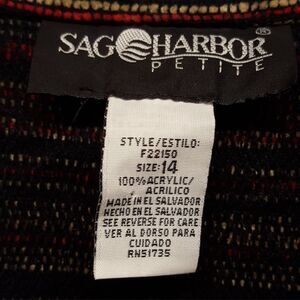 SAG HARBOR®
PETITE
STYLE/ESTILO:
F22150
SIZE: 14
100% ACRYLIC/
ACRILICO
MADE IN EL SALVADOR
HECHO EN EL SALVADOR
SEE REVERSE FOR CARE
VER AL DORSO PARA
CUIDADO
RN51735